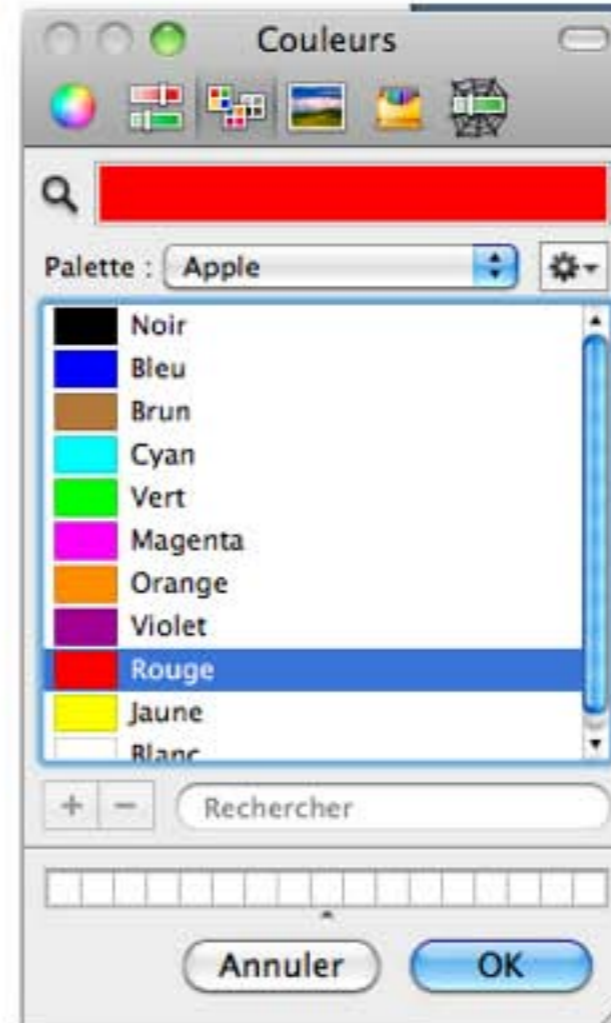 Couleurs
Palette : Apple
Noir
Bleu
Brun
Cyan
Vert
Magenta
Orange
Violet
Rouge
Jaune
Blanc
Rechercher
Annuler OK